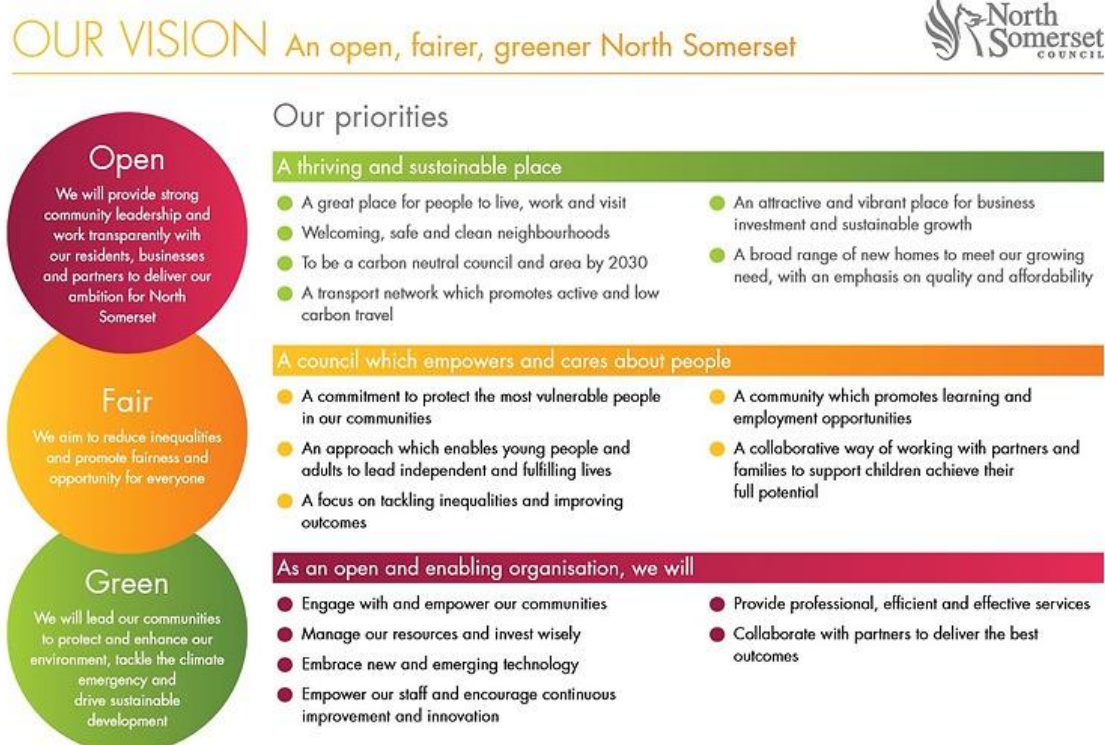 OUR VISION An open, fairer, greener North Somerset
North
Somerset
COUNCIL
Open
We will provide strong
community leadership and
work transparently with
our residents, businesses
and partners to deliver our
ambition for North
Somerset
Fair
We aim to reduce inequalities
and promote fairness and
opportunity for everyone
Green
We will lead our communities
to protect and enhance our
environment, tackle the climate
emergency and
drive sustainable
development
Our priorities
A thriving and sustainable place
A great place for people to live, work and visit
Welcoming, safe and clean neighbourhoods
To be a carbon neutral council and area by 2030
A transport network which promotes active and low
carbon travel
An attractive and vibrant place for business
investment and sustainable growth
A broad range of new homes to meet our growing
need, with an emphasis on quality and affordability
A council which empowers and cares about people
A commitment to protect the most vulnerable people
in our communities
An approach which enables young people and
adults to lead independent and fulfilling lives
A focus on tackling inequalities and improving
outcomes
A community which promotes learning and
employment opportunities
A collaborative way of working with partners and
families to support children achieve their
full potential
As an open and enabling organisation, we will
Engage with and empower our communities
Manage our resources and invest wisely
Embrace new and emerging technology
Empower our staff and encourage continuous
improvement and innovation
Provide professional, efficient and effective services
Collaborate with partners to deliver the best
outcomes